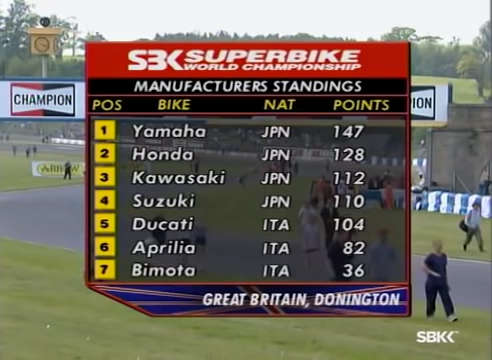 SBK SUPERBIKE
WORLD CHAMPIONSHIP
MANUFACTURERS STANDINGS
POS BIKE NAT POINTS
1 Yamaha JPN 147
2 Honda JPN 128
3 Kawasaki JPN 112
4 Suzuki JPN 110
5 Ducati ITA 104
6 Aprilia ITA 82
7 Bimota ITA 36
GREAT BRITAIN, DONINGTON
CHAMPION
PION
ARROW
SBK